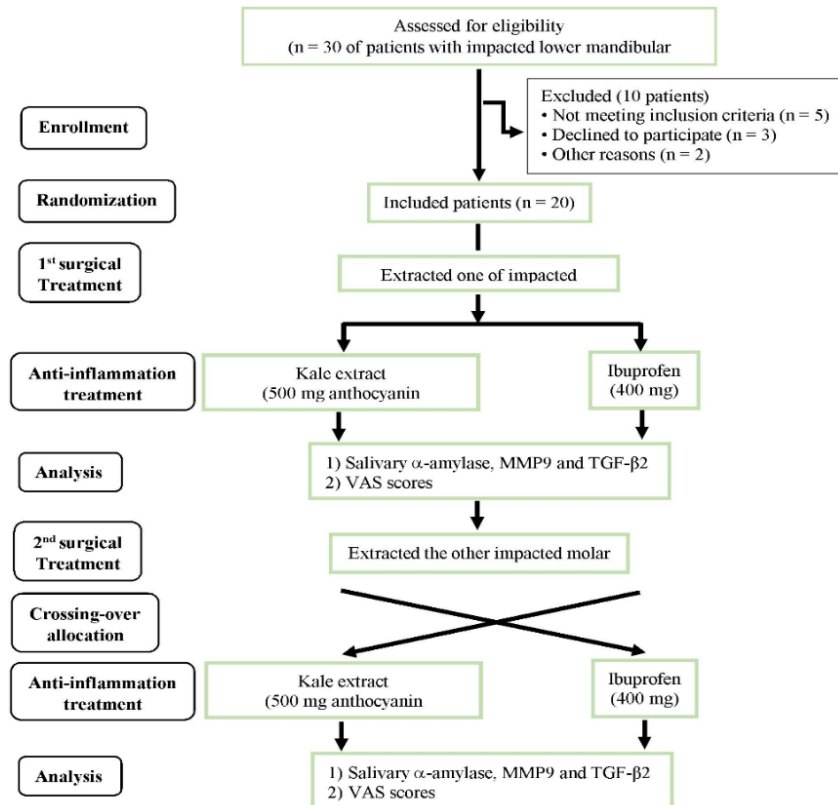 Assessed for eligibility
(n = 30 of patients with impacted lower mandibular
Excluded (10 patients)
• Not meeting inclusion criteria (n = 5)
• Declined to participate (n = 3)
• Other reasons (n = 2)
Enrollment
Randomization
Included patients (n = 20)
1st surgical
Treatment
Extracted one of impacted
Anti-inflammation
treatment
Kale extract
(500 mg anthocyanin
Ibuprofen
(400 mg)
Analysis
1) Salivary α-amylase, MMP9 and TGF-β2
2) VAS scores
2nd surgical
Treatment
Extracted the other impacted molar
Crossing-over
allocation
Anti-inflammation
treatment
Kale extract
(500 mg anthocyanin
Ibuprofen
(400 mg)
Analysis
1) Salivary α-amylase, MMP9 and TGF-β2
2) VAS scores